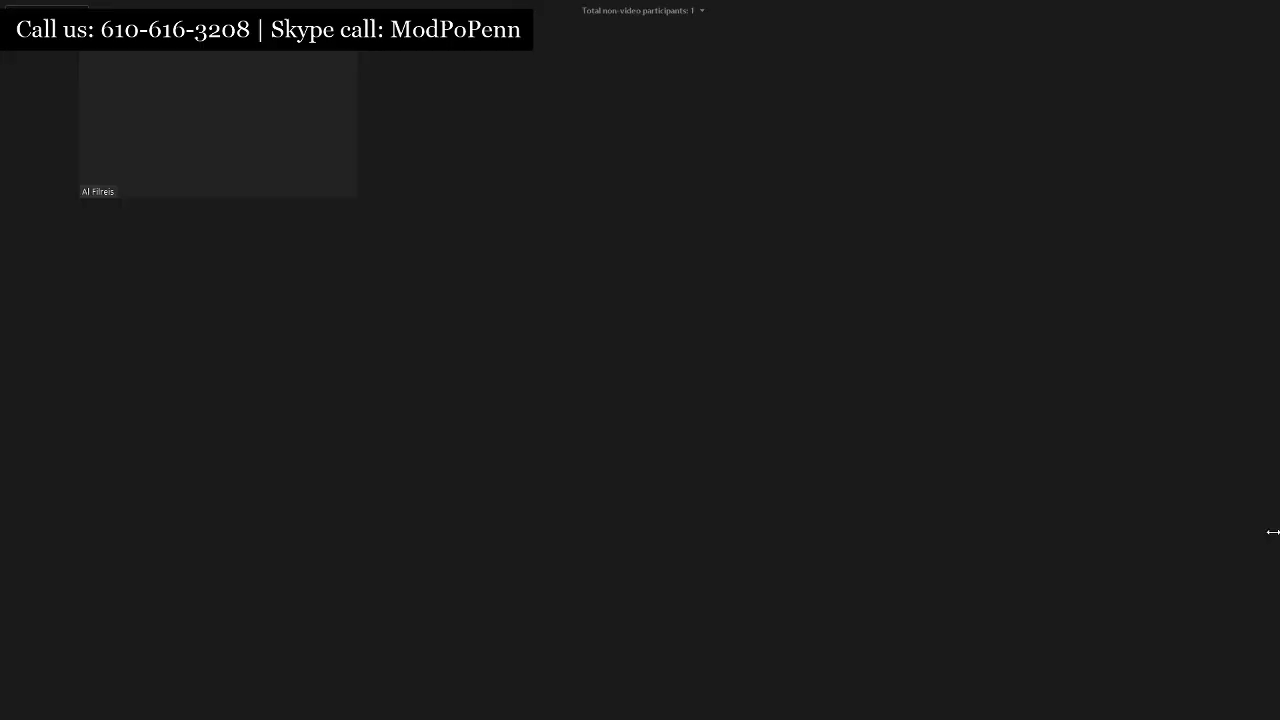 Total non-video participants: 1
Call us: 610-616-3208 | Skype call: ModPoPenn
Al Filreis